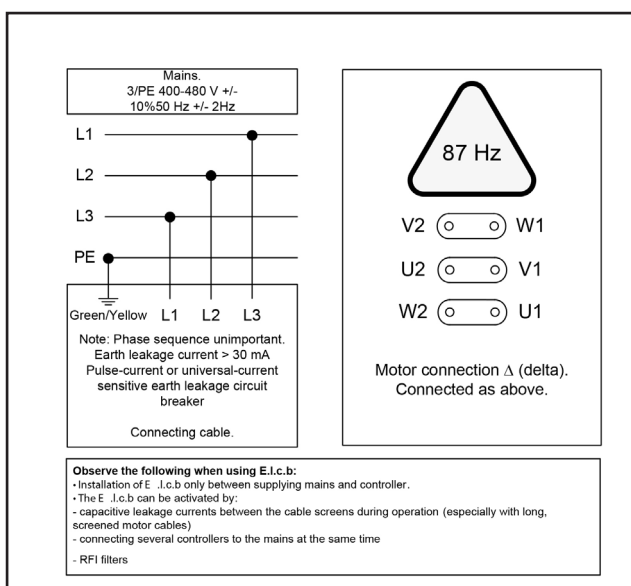 Mains.
3/PE 400-480 V +/-
10%50 Hz +/- 2Hz
L1
L2
L3
PE
Green/Yellow L1 L2 L3
Note: Phase sequence unimportant.
Earth leakage current > 30 mA
Pulse-current or universal-current
sensitive earth leakage circuit
breaker
Connecting cable.
87 Hz
V2 W1
U2 V1
W2 U1
Motor connection Δ (delta).
Connected as above.
Observe the following when using E.l.c.b:
• Installation of E .l.c.b only between supplying mains and controller.
• The E .l.c.b can be activated by:
- capacitive leakage currents between the cable screens during operation (especially with long,
screened motor cables)
- connecting several controllers to the mains at the same time
- RFI filters